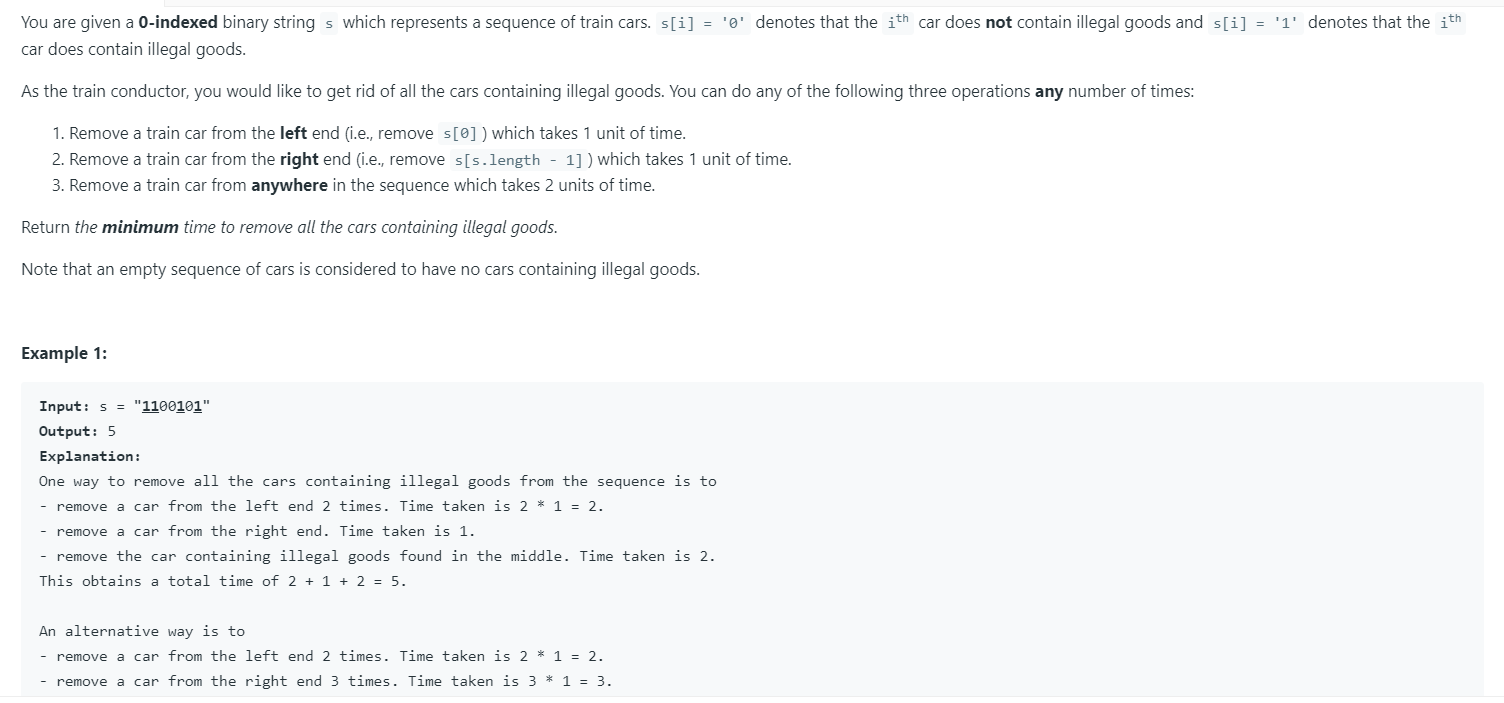 You are given a 0-indexed binary string s which represents a sequence of train cars. s[i] = '0' denotes that the ith car does not contain illegal goods and s[i] = '1' denotes that the ith
car does contain illegal goods.
As the train conductor, you would like to get rid of all the cars containing illegal goods. You can do any of the following three operations any number of times:
1. Remove a train car from the left end (i.e., remove s[0]) which takes 1 unit of time.
2. Remove a train car from the right end (i.e., remove s[s.length - 1]) which takes 1 unit of time.
3. Remove a train car from anywhere in the sequence which takes 2 units of time.
Return the minimum time to remove all the cars containing illegal goods.
Note that an empty sequence of cars is considered to have no cars containing illegal goods.
Example 1:
Input: s = "1100101"
Output: 5
Explanation:
One way to remove all the cars containing illegal goods from the sequence is to
- remove a car from the left end 2 times. Time taken is 2 * 1 = 2.
- remove a car from the right end. Time taken is 1.
- remove the car containing illegal goods found in the middle. Time taken is 2.
This obtains a total time of 2 + 1 + 2 = 5.
An alternative way is to
- remove a car from the left end 2 times. Time taken is 2 * 1 = 2.
- remove a car from the right end 3 times. Time taken is 3 * 1 = 3.